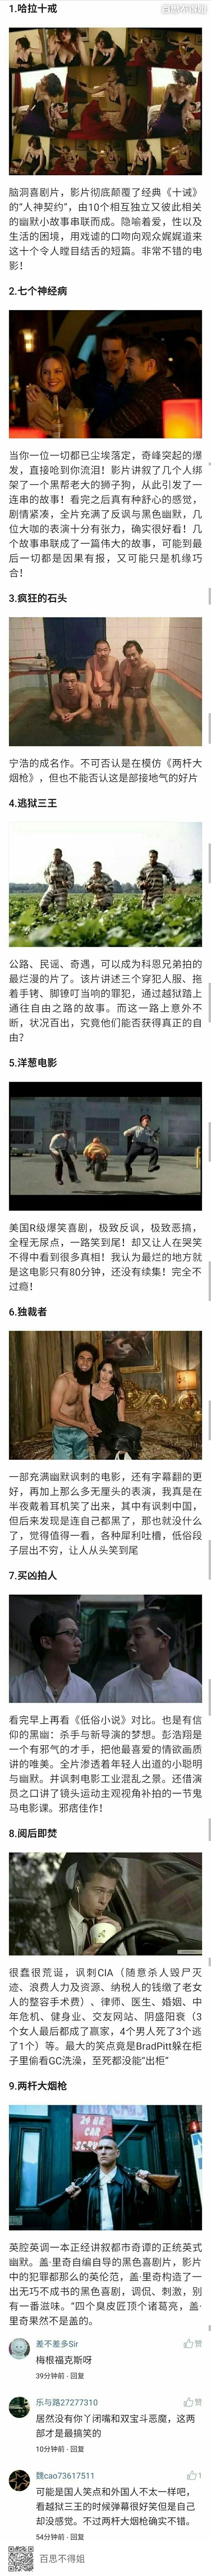 1.哈拉十戒
百思不得姐
脑洞喜剧片，影片彻底颠覆了经典《十诫》
的“人神契约”，由10个相互独立又彼此相关
的幽默小故事串联而成。隐喻着爱，性以及
生活的困境，用戏谑的口吻向观众娓娓道来
这十个令人瞠目结舌的短篇。非常不错的电
影！
2.七个神经病
当你一位一切都已尘埃落定，奇峰突起的爆
发，直接呛到你流泪！影片讲叙了几个人绑
架了一个黑帮老大的狮子狗，从此引发了一
连串的故事！看完之后真有种舒心的感觉，
剧情紧凑，全片充满了反讽与黑色幽默，几
位大咖的表演十分有张力，确实很好看！几
个故事串联成了一篇伟大的故事，可能到最
后一切都是因果有报，又可能只是机缘巧
合！
3.疯狂的石头
宁浩的成名作。不可否认是在模仿《两杆大
烟枪》，但也不能否认这是部接地气的好片
4.逃狱三王
公路、民谣、奇遇，可以成为科恩兄弟拍的
最烂漫的片了。该片讲述三个穿犯人服、拖
着手铐、脚镣叮当响的罪犯，通过越狱踏上
通往自由之路的故事。而这一路上意外不
断，状况百出，究竟他们能否获得真正的自
由？
5.洋葱电影
美国R级爆笑喜剧，极致反讽，极致恶搞，
全程无尿点，一路笑到尾！却又让人在哭笑
不得中看到很多真相！我认为最烂的地方就
是这电影只有80分钟，还没有续集！完全不
过瘾！
6.独裁者
一部充满幽默讽刺的电影，还有字幕翻的更
好，再加上那么多无厘头的表演，我真是在
半夜戴着耳机笑了出来，其中有讽刺中国，
但后来发现是连自己都黑了，那也就没什么
了，觉得值得一看，各种犀利吐槽，低俗段
子层出不穷，让人从头笑到尾
7.买凶拍人
看完早上再看《低俗小说》对比。也是有信
仰的黑幽：杀手与新导演的梦想。彭浩翔是
一个有邪气的才手，把他最喜爱的情欲画质
讲的唯美。全片渗透着年轻人出道的小聪明
与幽默。并讽刺电影工业混乱之景。还借演
员之口讲了镜头运动主观视角补拍的一节鬼
马电影课。邪痞佳作！
8.阅后即焚
很蠢很荒诞，讽刺CIA（随意杀人毁尸灭
迹、浪费人力及资源、纳税人的钱缴了老女
人的整容手术费）、律师、医生、婚姻、中
年危机、健身业、交友网站、阴盛阳衰（3
个女人最后都成了赢家，4个男人死了3个逃
了1个）等。最大的笑点竟是BradPitt躲在柜
子里偷看GC洗澡，至死都没能“出柜”
9.两杆大烟枪
英腔英调一本正经讲叙都市奇谭的正统英式
幽默。盖·里奇自编自导的黑色喜剧片，影片
中的犯罪都那么的英伦范，盖·里奇构造了一
出无巧不成书的黑色喜剧，调侃、刺激，别
有一番滋味。“四个臭皮匠顶个诸葛亮，盖·
里奇果然不是盖的。
差不差多Sir
赞
梅根福克斯呀
39分钟前 · 回复
乐与路27277310
赞
居然没有你丫闭嘴和双宝斗恶魔，这两
部才是最搞笑的
10分钟前 · 回复
魏cao73617511
1
可能是国人笑点和外国人不太一样吧，
看越狱三王的时候弹幕很好笑但是自己
却没感觉。不过两杆大烟枪确实不错。
54分钟前 · 回复
百思不得姐